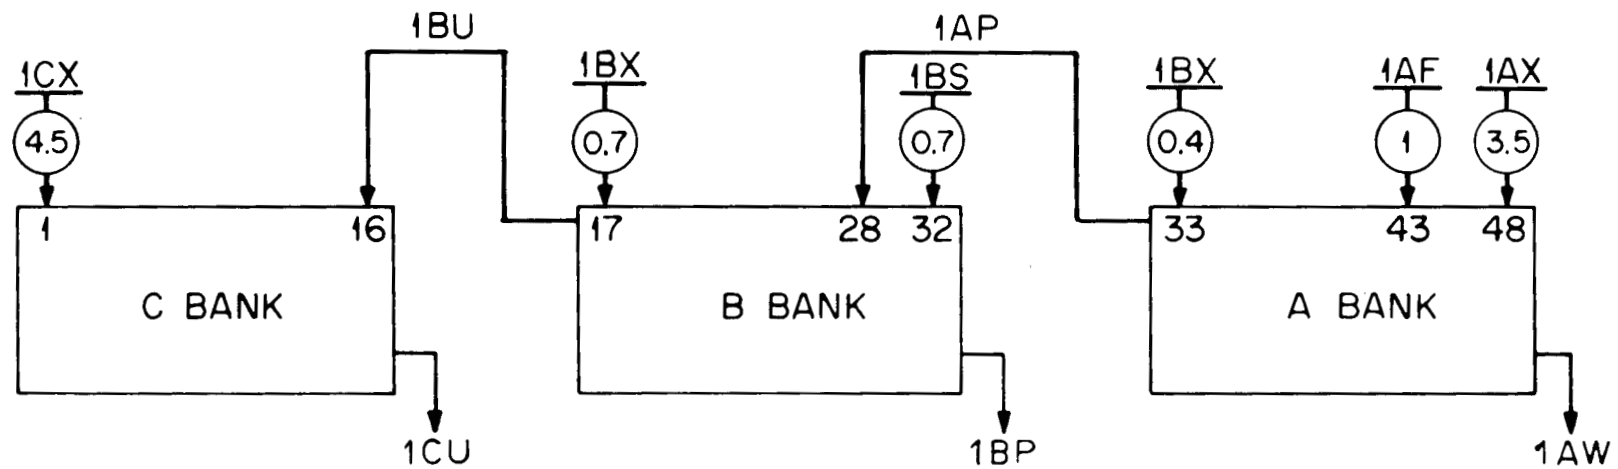 1BU
1AP
1CX
1BX
1BS
1BX
1AF
1AX
4.5
0.7
0.7
0.4
1
3.5
1
16
17
28
32
33
43
48
C BANK
B BANK
A BANK
1CU
1BP
1AW